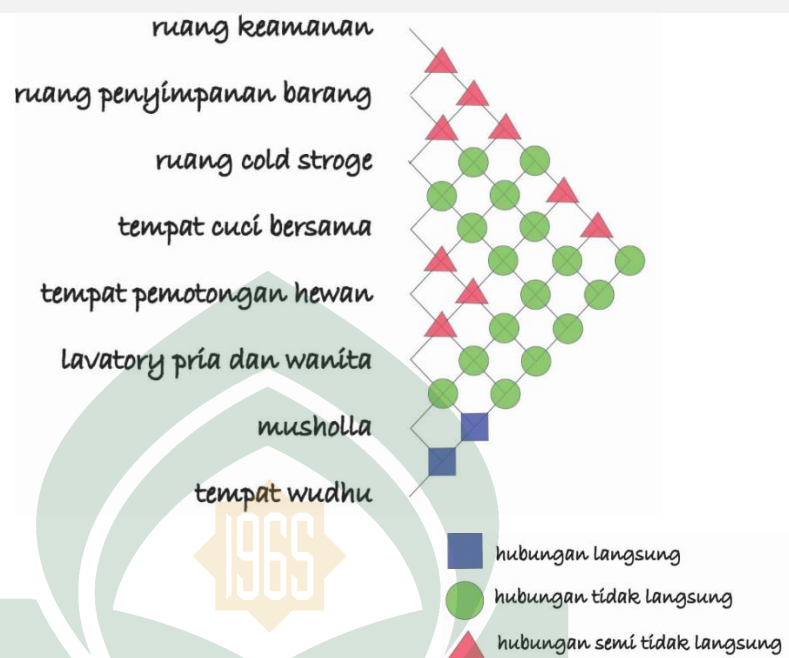 ruang keamanan
ruang penyimpanan barang
ruang cold stroge
tempat cuci bersama
tempat pemotongan hewan
lavatory pria dan wanita
musholla
tempat wudhu
1965
hubungan langsung
hubungan tidak langsung
hubungan semi tidak langsung